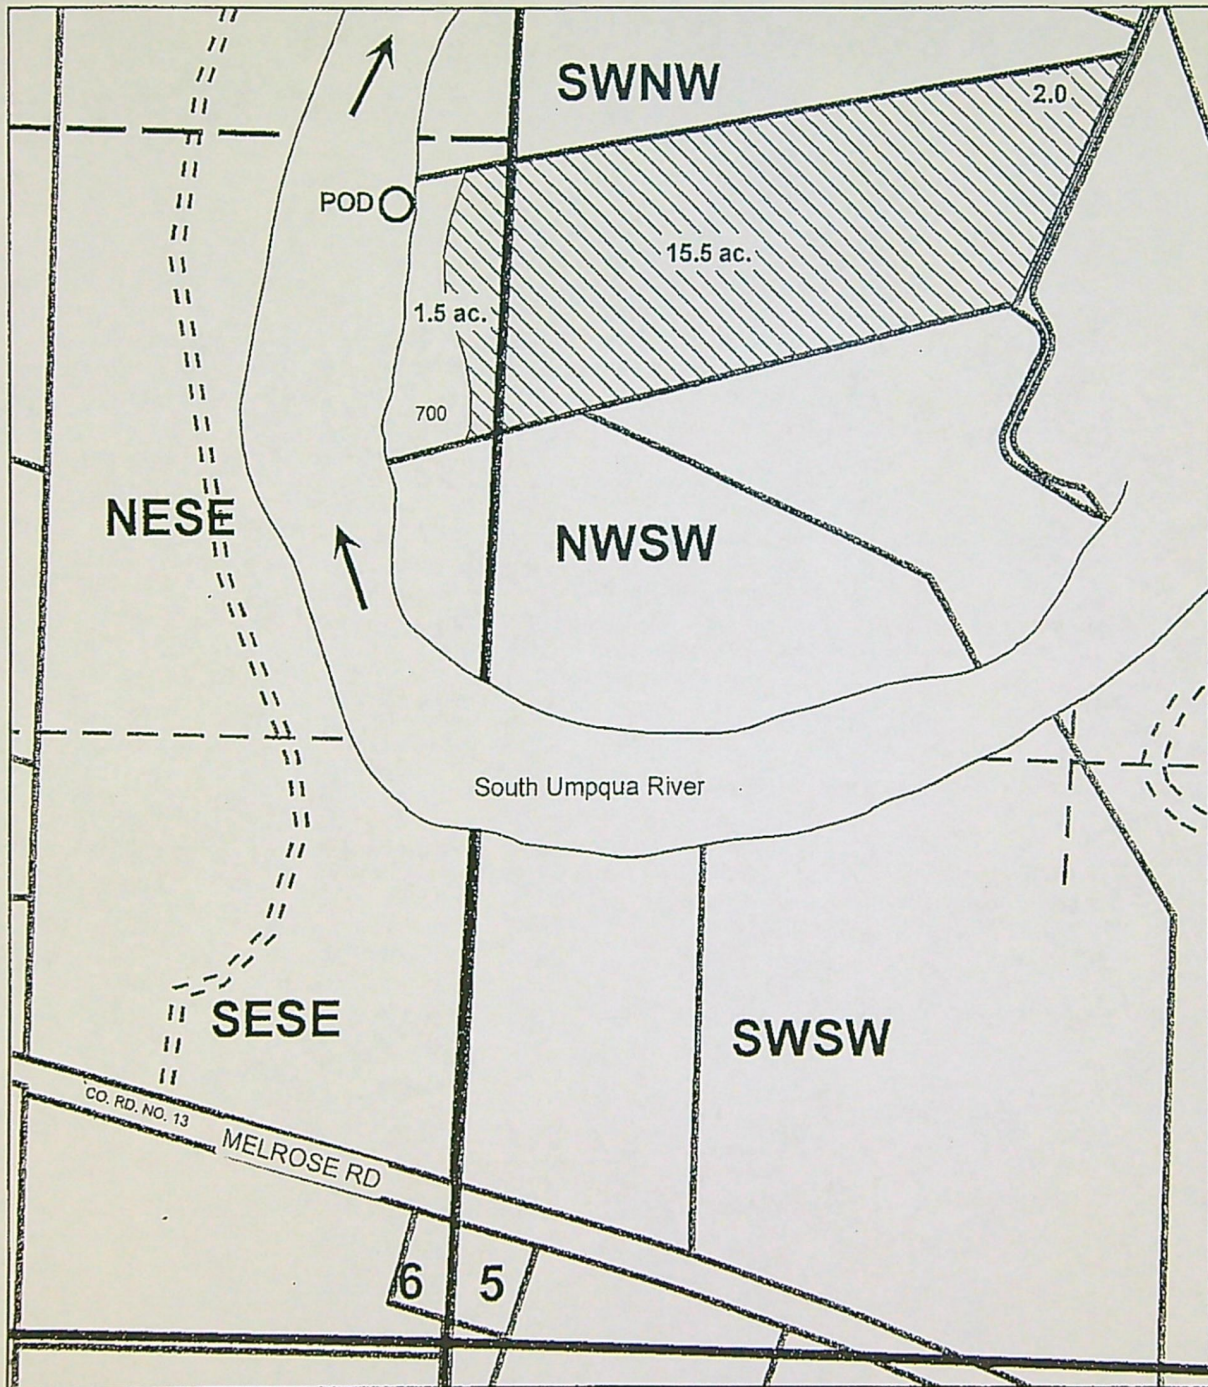 SWNW
2.0
POD
15.5 ac.
1.5 ac.
700
NESE
NWSW
South Umpqua River
SESE
SWSW
CO. RD. NO. 13
MELROSE RD
6
5